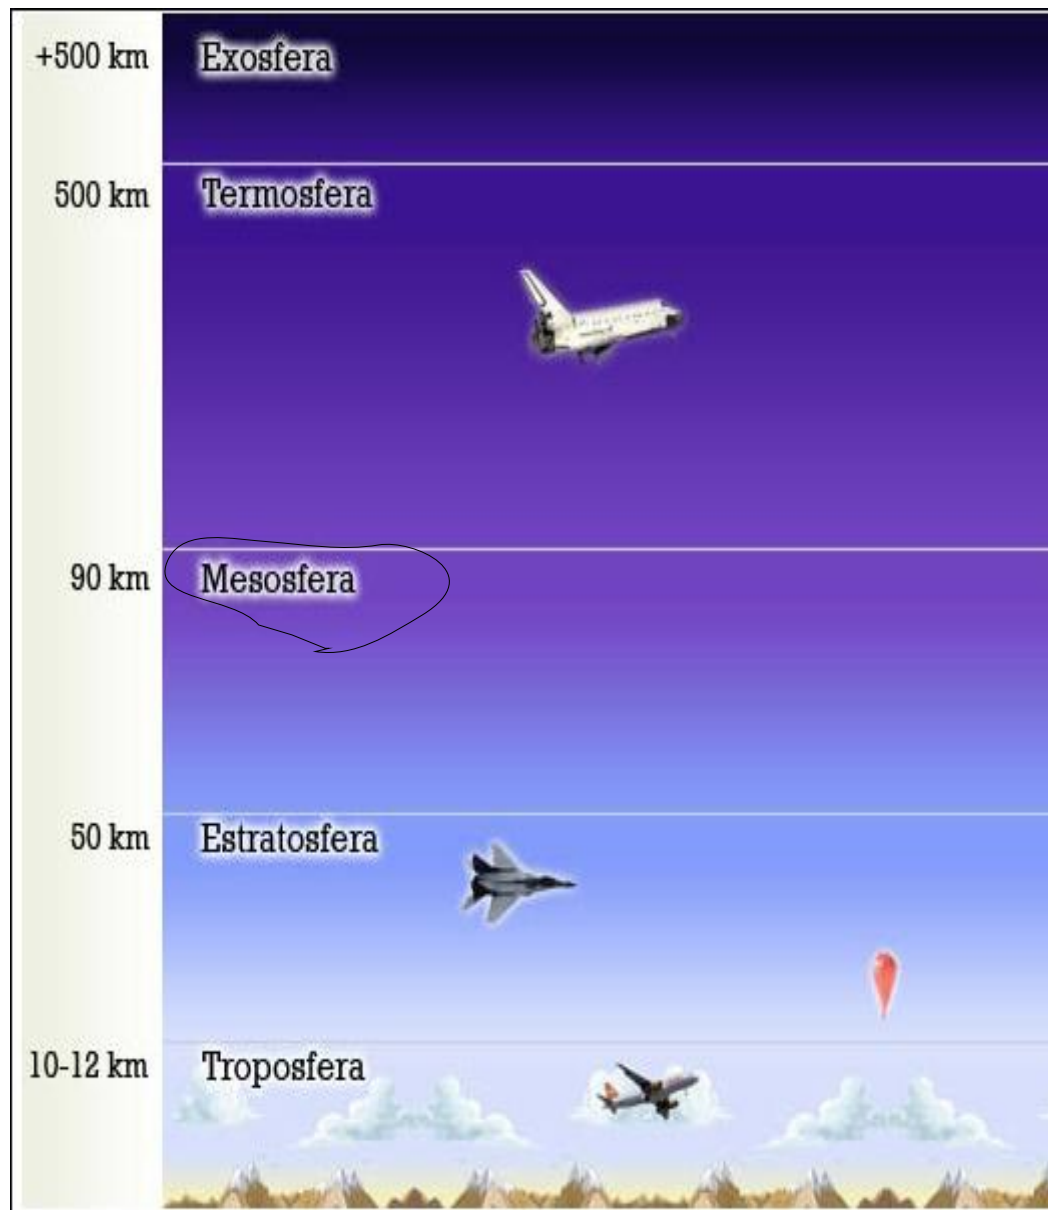 +500 km Exosfera
500 km Termosfera
90 km Mesosfera
50 km Estratosfera
10-12 km Troposfera